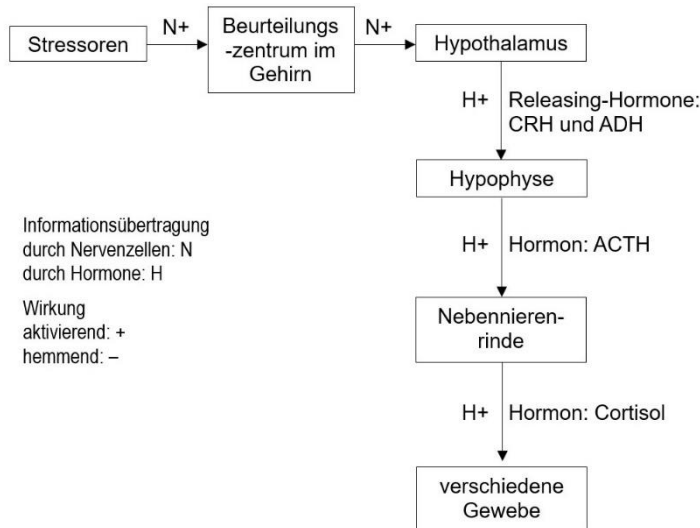 N+
N+
Stressoren
Beurteilungs
-zentrum im
Gehirn
Hypothalamus
H+ Releasing-Hormone:
CRH und ADH
Hypophyse
Informationsübertragung
durch Nervenzellen: N
durch Hormone: H
Wirkung
aktivierend: +
hemmend: –
H+ Hormon: ACTH
Nebennieren-
rinde
H+ Hormon: Cortisol
verschiedene
Gewebe